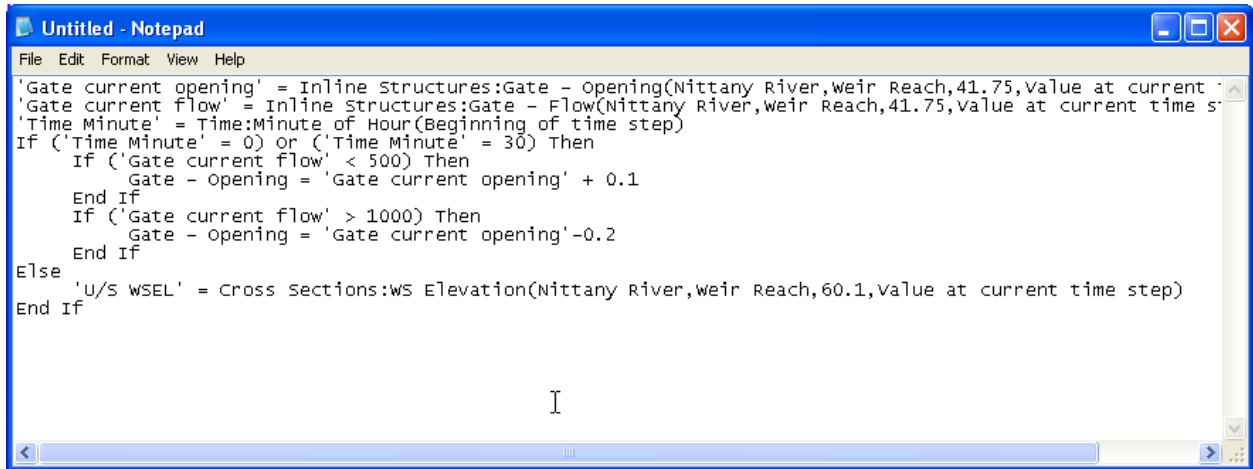 Untitled - Notepad
File Edit Format View Help
'Gate current opening' = Inline Structures:Gate - Opening(Nittany River,Weir Reach,41.75,Value at current
'Gate current flow' = Inline Structures:Gate - Flow(Nittany River,Weir Reach,41.75,Value at current time s
'Time Minute' = Time:Minute of Hour(Beginning of time step)
If ('Time Minute' = 0) Or ('Time Minute' = 30) Then
     If ('Gate current flow' < 500) Then
          Gate - Opening = 'Gate current opening' + 0.1
     End If
     If ('Gate current flow' > 1000) Then
          Gate - Opening = 'Gate current opening'-0.2
     End If
Else
     'U/S WSEL' = Cross Sections:WS Elevation(Nittany River,Weir Reach,60.1,Value at current time step)
End If